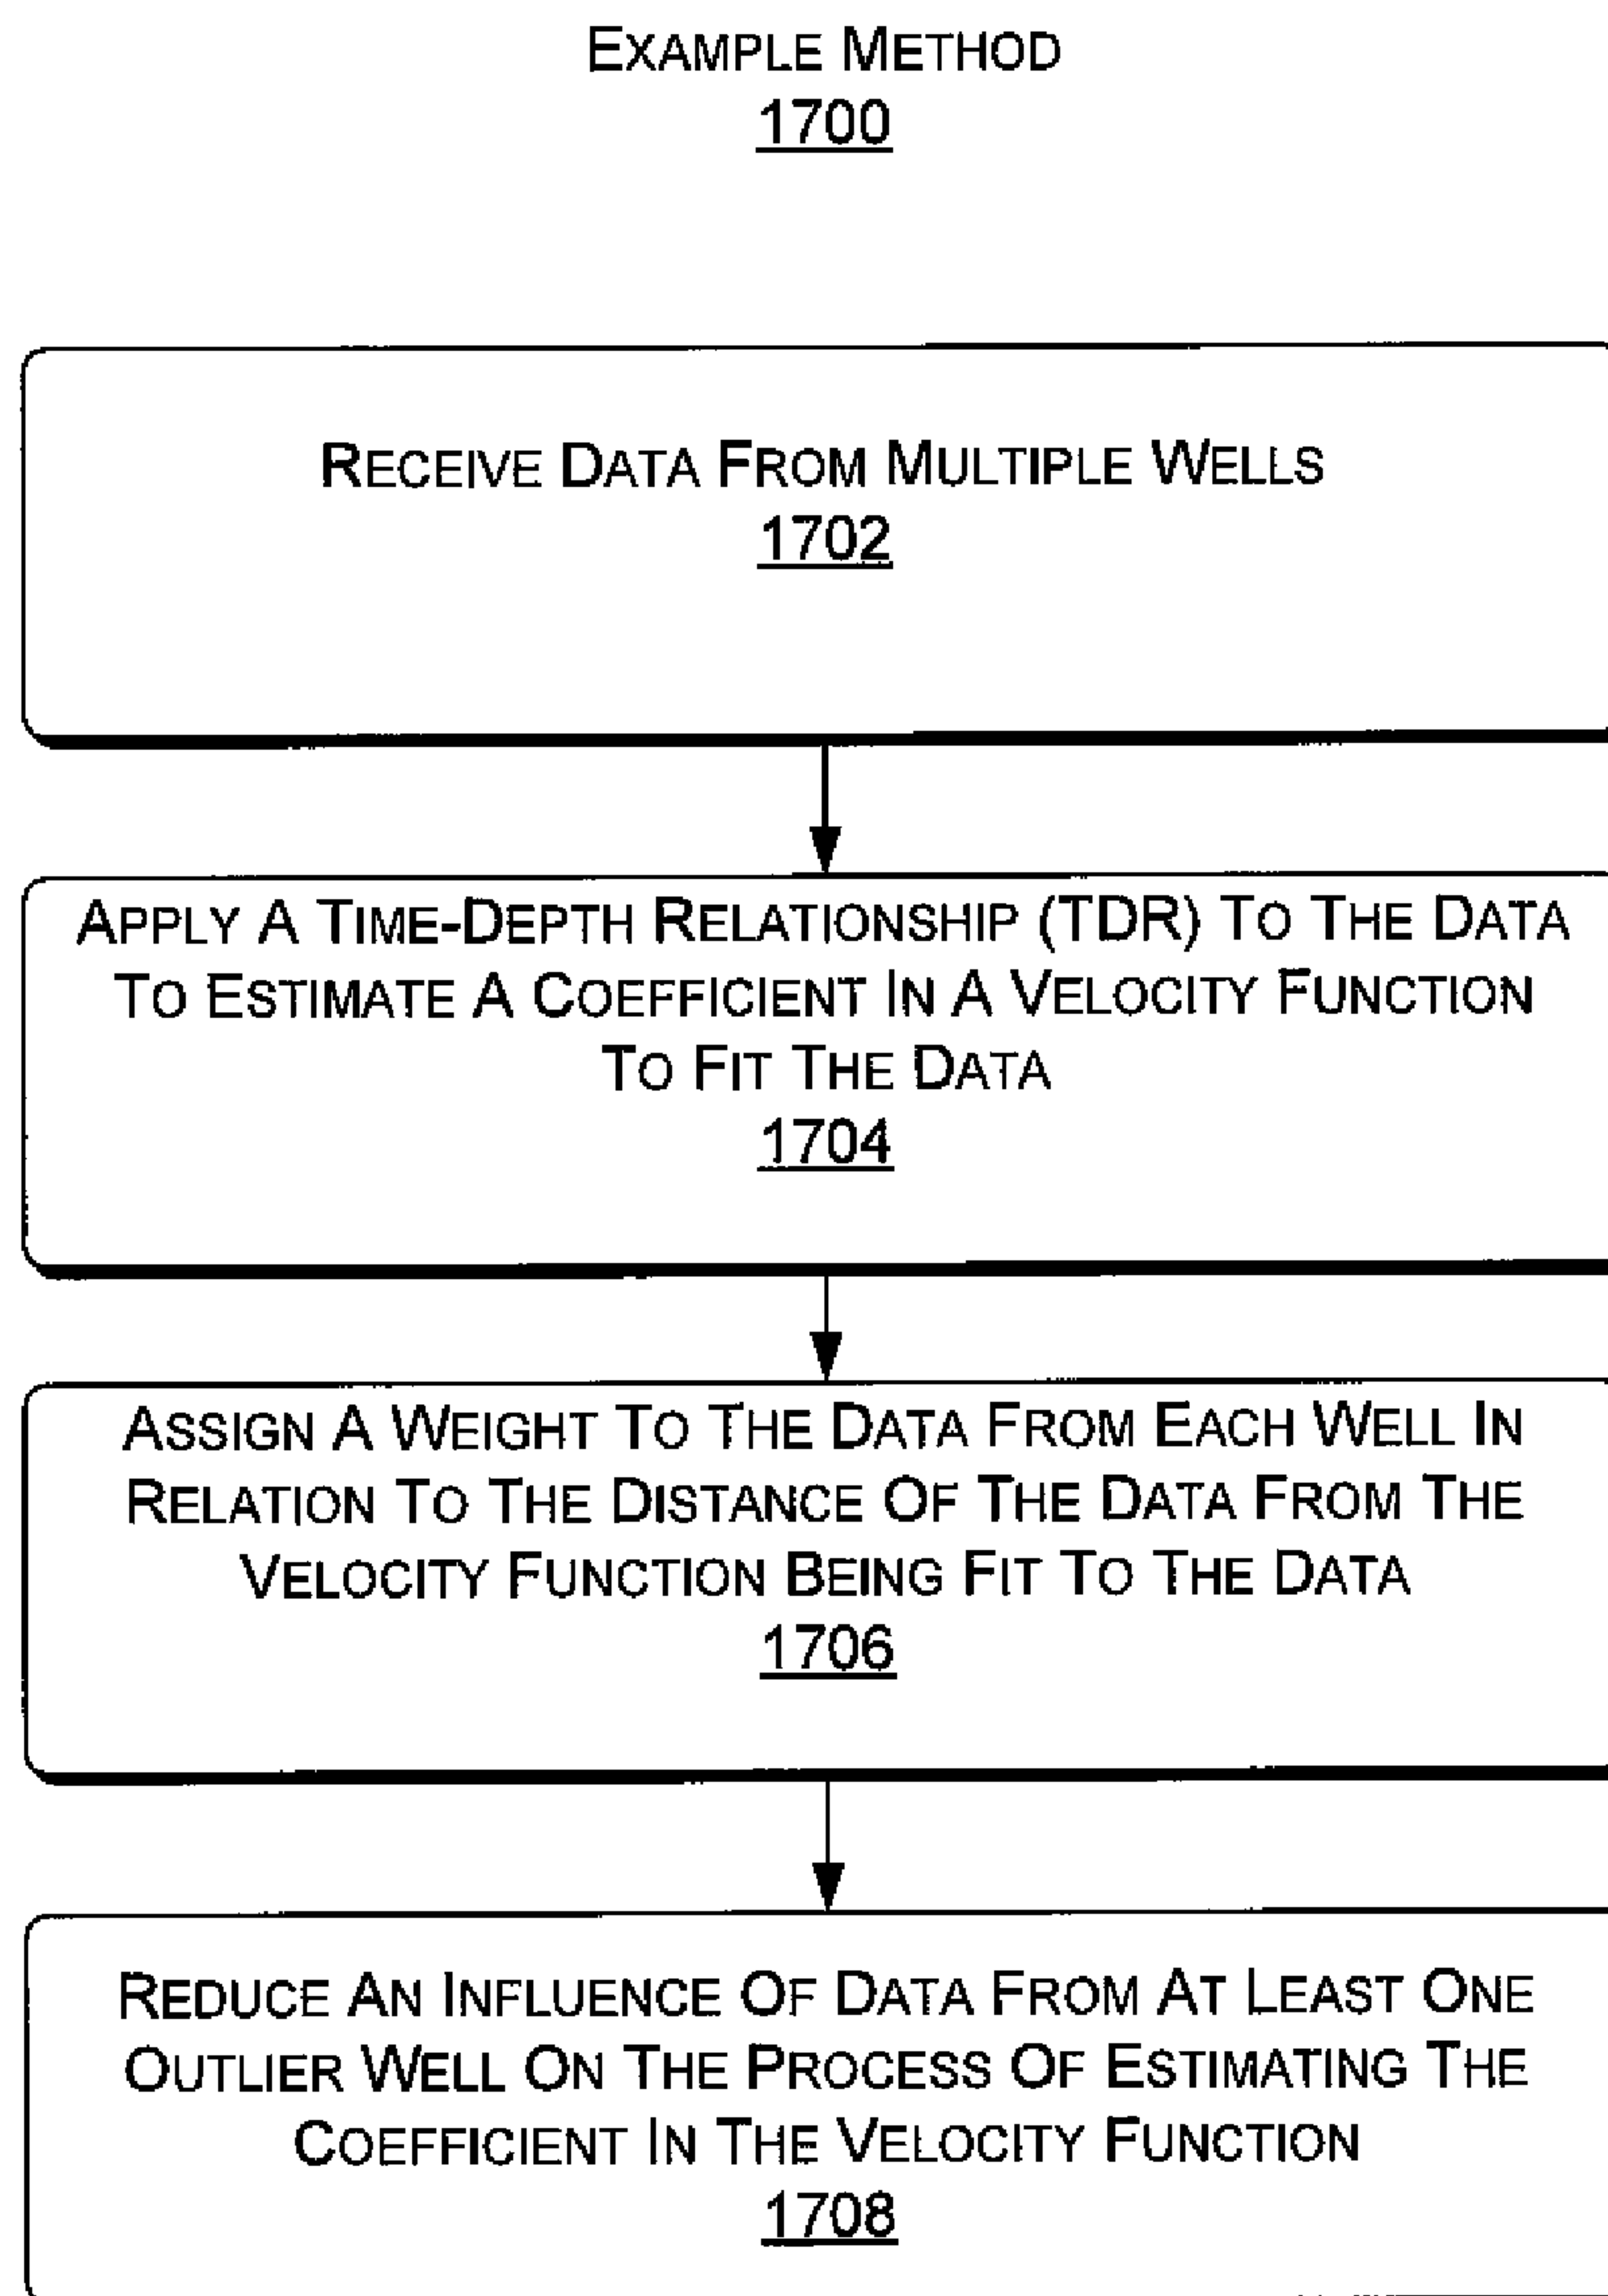 EXAMPLE METHOD
1700
RECEIVE DATA FROM MULTIPLE WELLS
1702
APPLY A TIME-DEPTH RELATIONSHIP (TDR) TO THE DATA
TO ESTIMATE A COEFFICIENT IN A VELOCITY FUNCTION
TO FIT THE DATA
1704
ASSIGN A WEIGHT TO THE DATA FROM EACH WELL IN
RELATION TO THE DISTANCE OF THE DATA FROM THE
VELOCITY FUNCTION BEING FIT TO THE DATA
1706
REDUCE AN INFLUENCE OF DATA FROM AT LEAST ONE
OUTLIER WELL ON THE PROCESS OF ESTIMATING THE
COEFFICIENT IN THE VELOCITY FUNCTION
1708